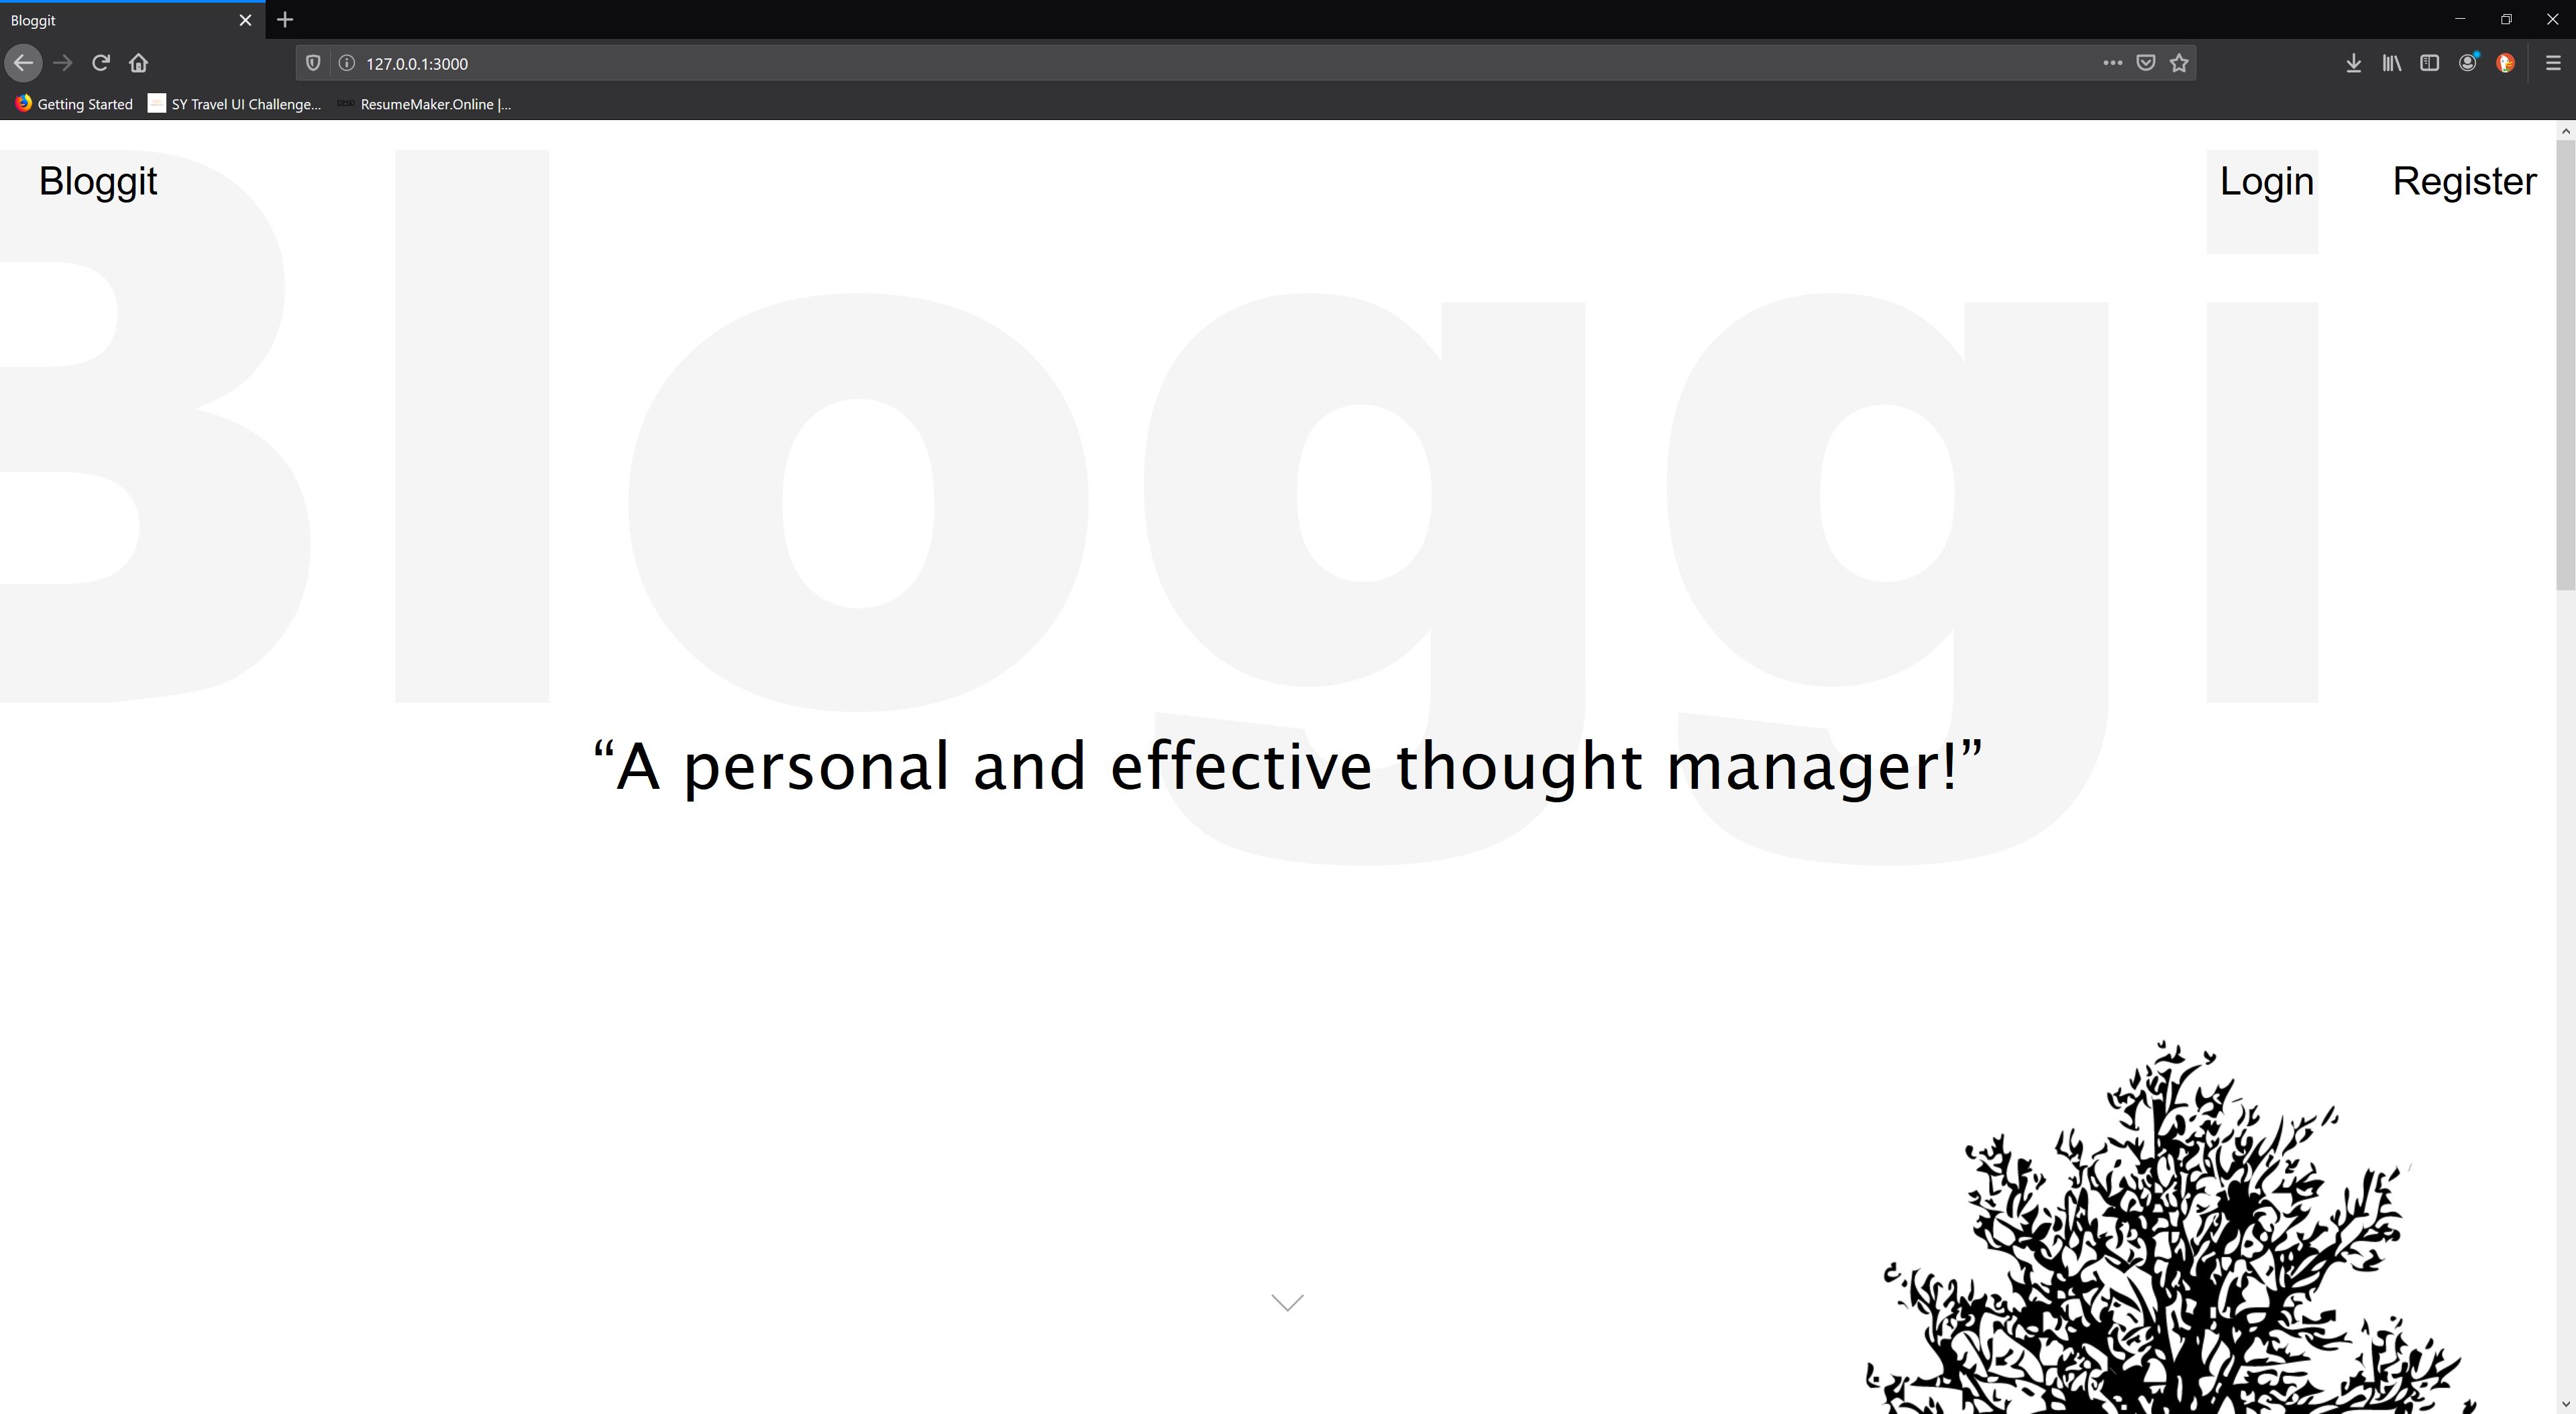 Bloggit
127.0.0.1:3000
Getting Started SY Travel UI Challenge... ResumeMaker.Online |...
Bloggit Login Register
Bloggi
“A personal and effective thought manager!”